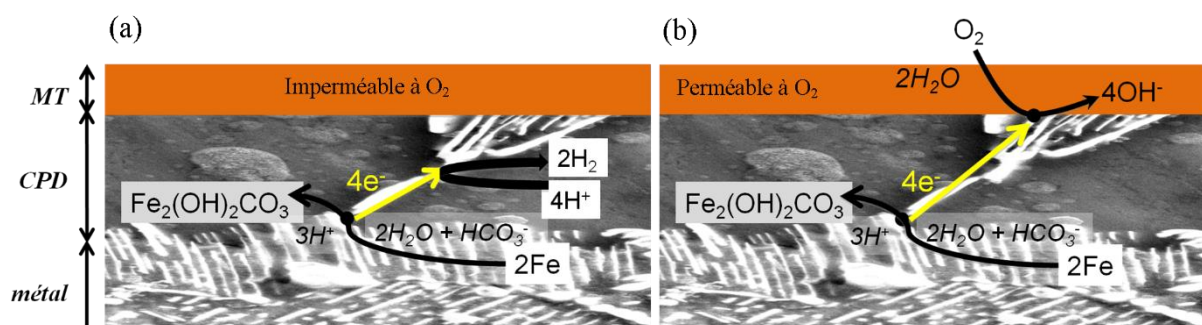 (a)
MT
Imperméable à O₂
CPD
4e⁻
2H₂
4H⁺
Fe₂(OH)₂CO₃
3H⁺
2H₂O + HCO₃⁻
métal
2Fe
(b)
O₂
Perméable à O₂
2H₂O
4OH⁻
4e⁻
Fe₂(OH)₂CO₃
3H⁺
2H₂O + HCO₃⁻
2Fe